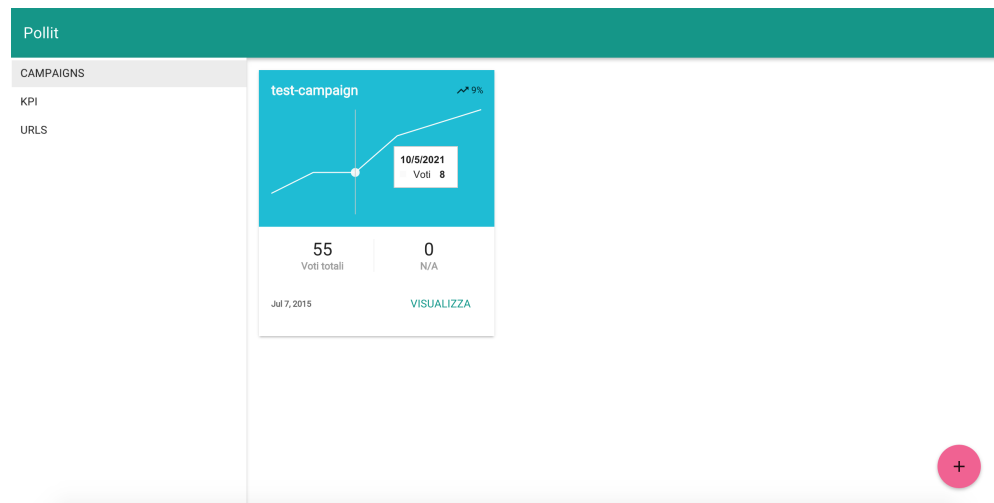 Pollit
CAMPAIGNS
KPI
URLS
test-campaign
9%
10/5/2021
Voti 8
55
Voti totali
0
N/A
Jul 7, 2015
VISUALIZZA
+